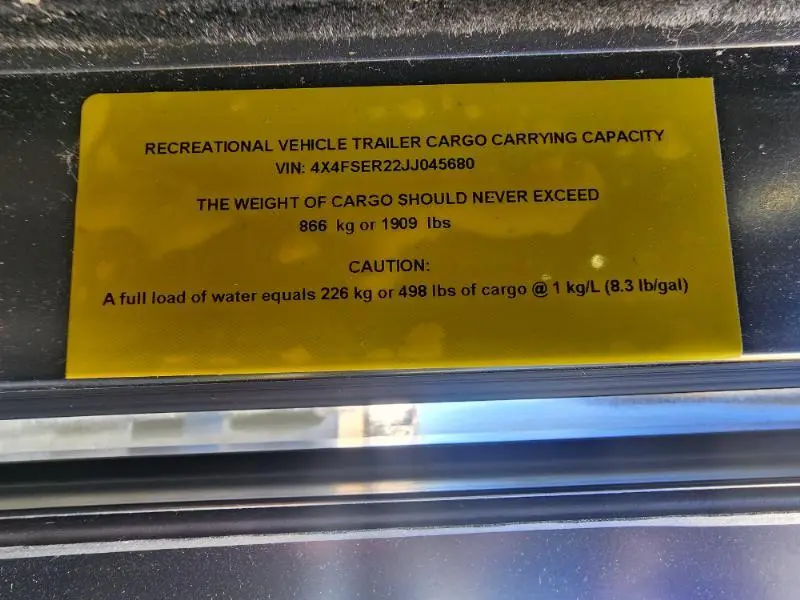 RECREATIONAL VEHICLE TRAILER CARGO CARRYING CAPACITY
VIN: 4X4FSER22JJ045680
THE WEIGHT OF CARGO SHOULD NEVER EXCEED
866 kg or 1909 lbs
CAUTION:
A full load of water equals 226 kg or 498 lbs of cargo @ 1 kg/L (8.3 lb/gal)